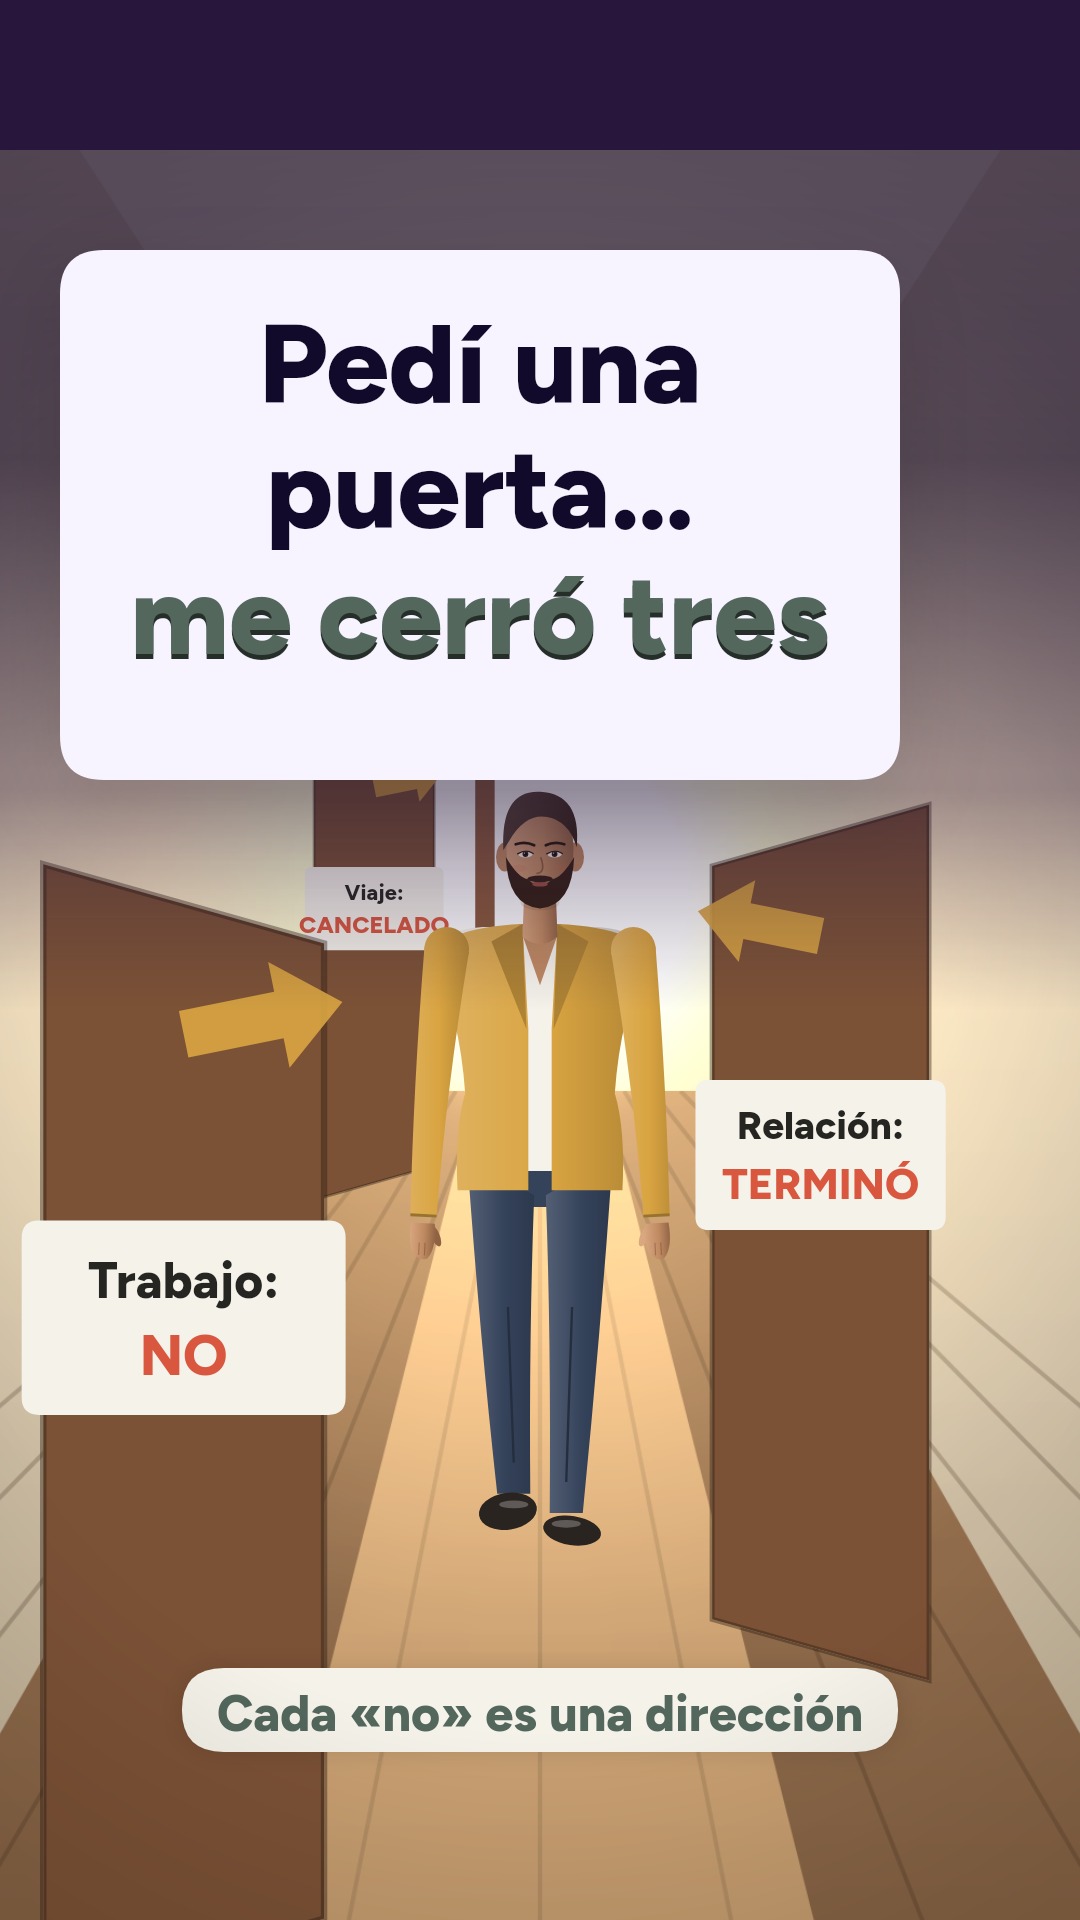 Pedí una
puerta...
me cerró tres
Viaje:
CANCELADO
Relación:
TERMINÓ
Trabajo:
NO
Cada «no» es una dirección